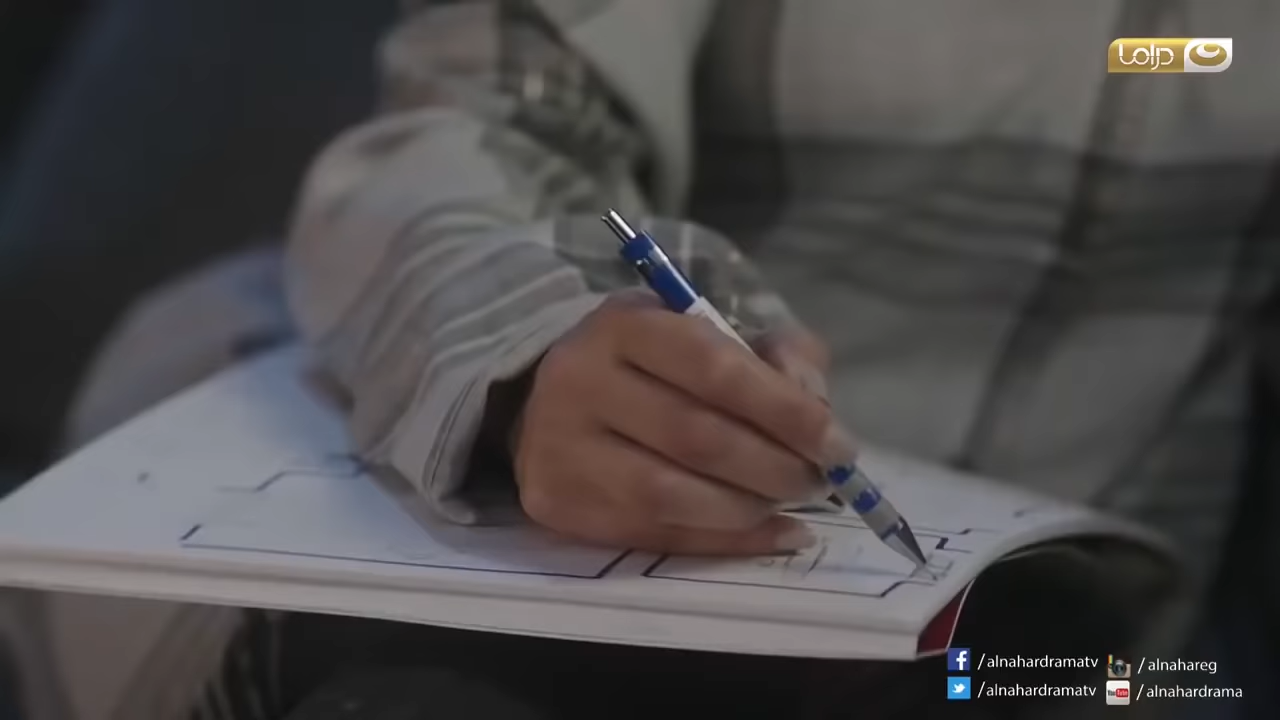 دراما
/alnahardramatv
/alnahareg
/alnahardramatv
/alnahardrama